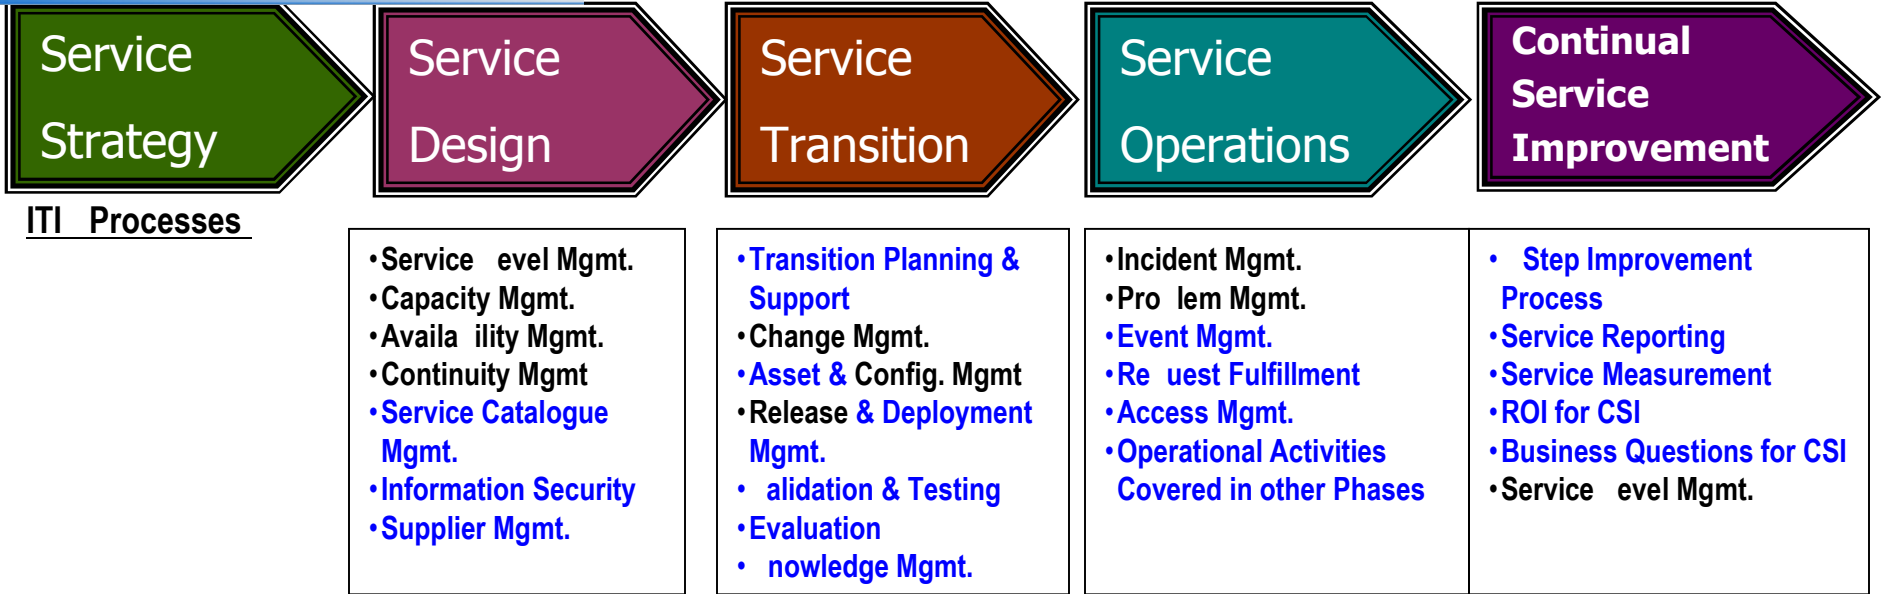 Service
Strategy
Service
Design
Service
Transition
Service
Operations
Continual
Service
Improvement
ITI Processes
•Service evel Mgmt.
•Capacity Mgmt.
•Availa ility Mgmt.
•Continuity Mgmt
•Service Catalogue
Mgmt.
•Information Security
•Supplier Mgmt.
•Transition Planning &
Support
•Change Mgmt.
•Asset & Config. Mgmt
•Release & Deployment
Mgmt.
• alidation & Testing
•Evaluation
• nowledge Mgmt.
•Incident Mgmt.
•Pro lem Mgmt.
•Event Mgmt.
•Re uest Fulfillment
•Access Mgmt.
•Operational Activities
Covered in other Phases
• Step Improvement
Process
•Service Reporting
•Service Measurement
•ROI for CSI
•Business Questions for CSI
•Service evel Mgmt.